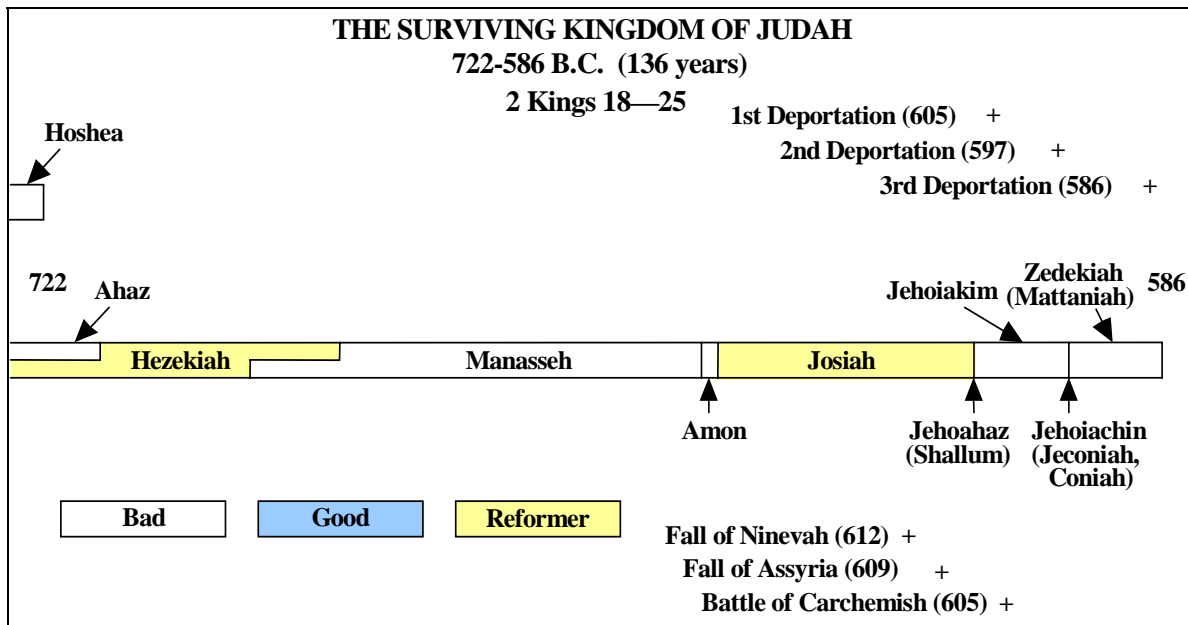 THE SURVIVING KINGDOM OF JUDAH
722-586 B.C. (136 years)
2 Kings 18—25
1st Deportation (605) +
2nd Deportation (597) +
3rd Deportation (586) +
Hoshea
722
Ahaz
Jehoiakim
Zedekiah
(Mattaniah)
586
Hezekiah
Manasseh
Josiah
Amon
Jehoahaz
(Shallum)
Jehoiachin
(Jeconiah,
Coniah)
Bad
Good
Reformer
Fall of Ninevah (612) +
Fall of Assyria (609) +
Battle of Carchemish (605) +